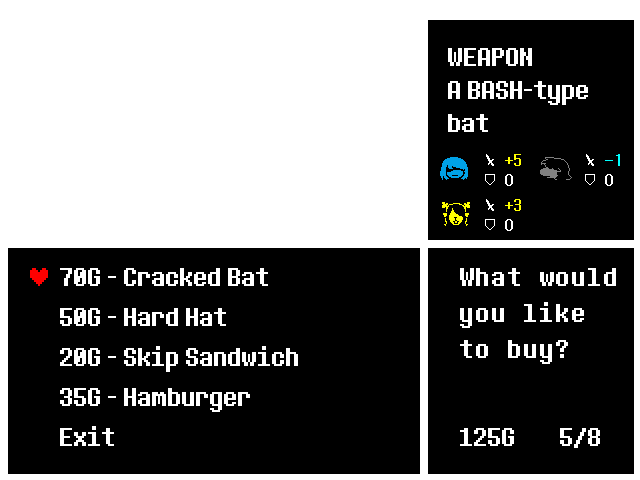 WEAPON
A BASH-type
bat
+5
0
-1
0
+3
0
70G - Cracked Bat
50G - Hard Hat
20G - Skip Sandwich
35G - Hamburger
Exit
What would
you like
to buy?
125G 5/8